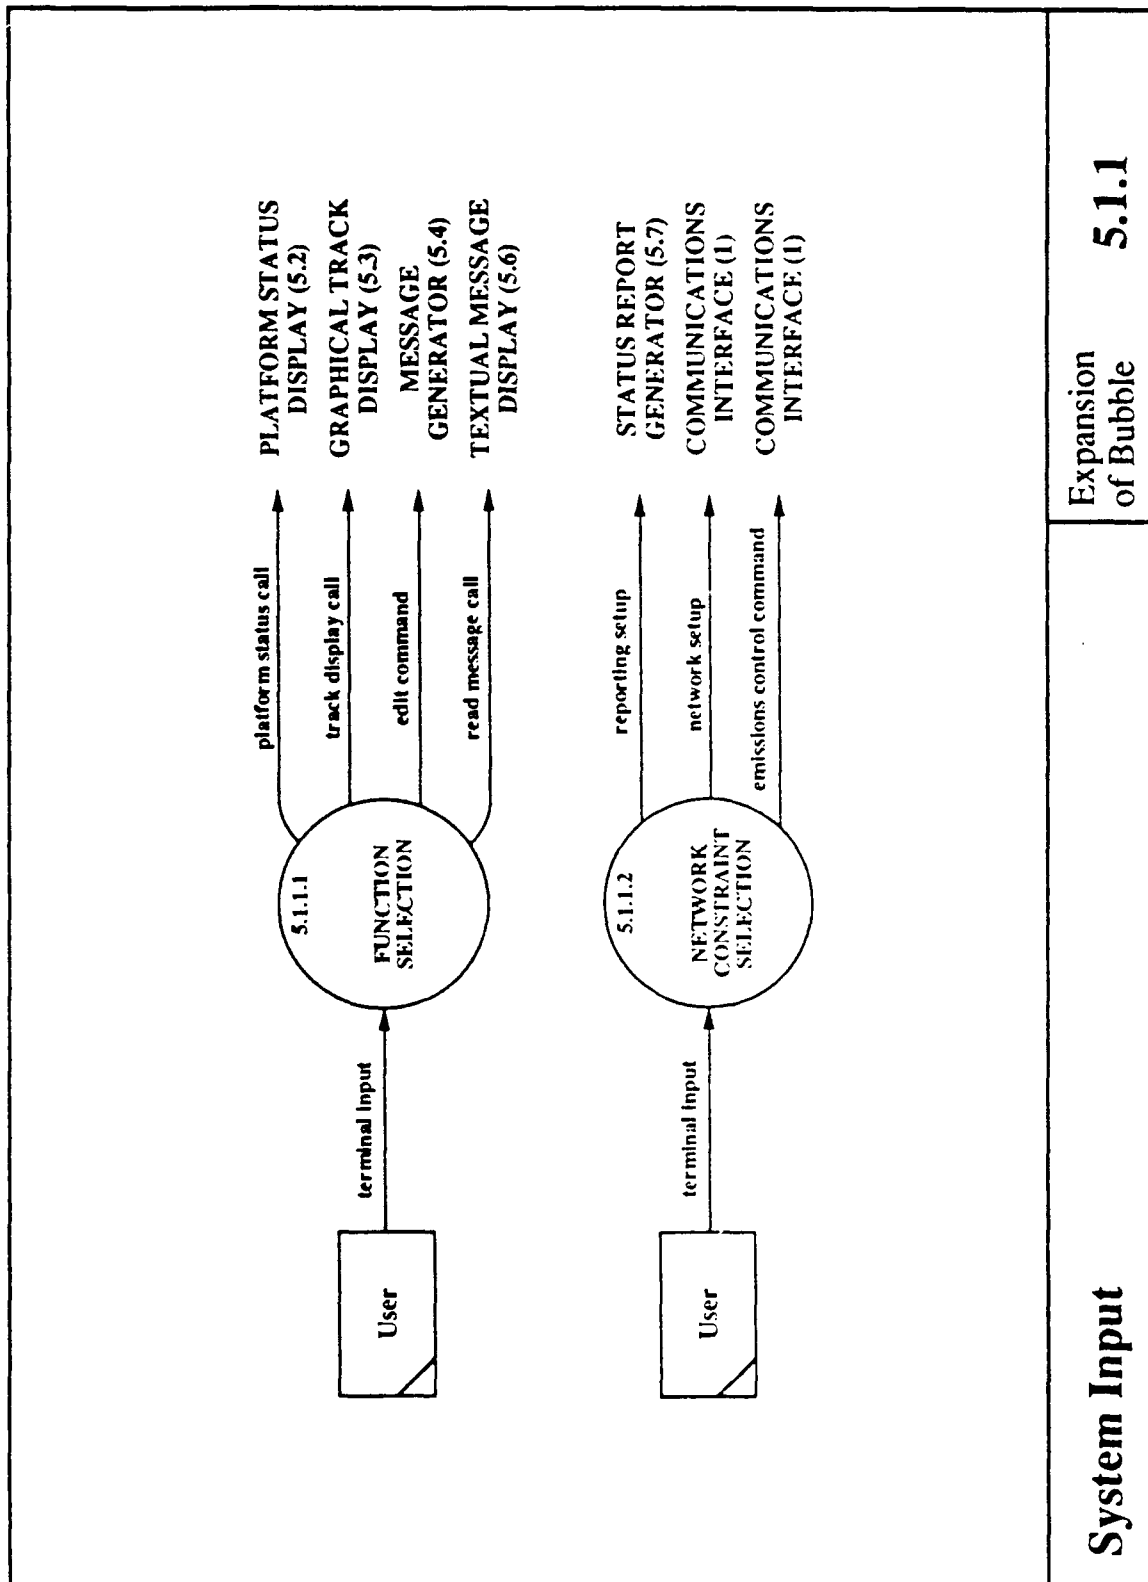 User
terminal input
5.1.1.1
FUNCTION
SELECTION
platform status call
track display call
edit command
read message call
PLATFORM STATUS
DISPLAY (5.2)
GRAPHICAL TRACK
DISPLAY (5.3)
MESSAGE
GENERATOR (5.4)
TEXTUAL MESSAGE
DISPLAY (5.6)
User
terminal input
5.1.1.2
NETWORK
CONSTRAINT
SELECTION
reporting setup
network setup
emissions control command
STATUS REPORT
GENERATOR (5.7)
COMMUNICATIONS
INTERFACE (1)
COMMUNICATIONS
INTERFACE (1)
System Input
Expansion
of Bubble
5.1.1